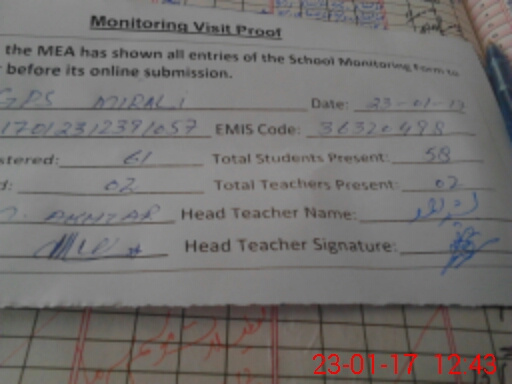 Monitoring Visit Proof
the MEA has shown all entries of the School Monitoring Form to
before its online submission.
GPS MIRALI Date: 23-01-17
EMIS Code:
stered: 61 Total Students Present: 58
d: 02 Total Teachers Present: 02
AKHTAR Head Teacher Name:
Head Teacher Signature:
23-01-17 12:43